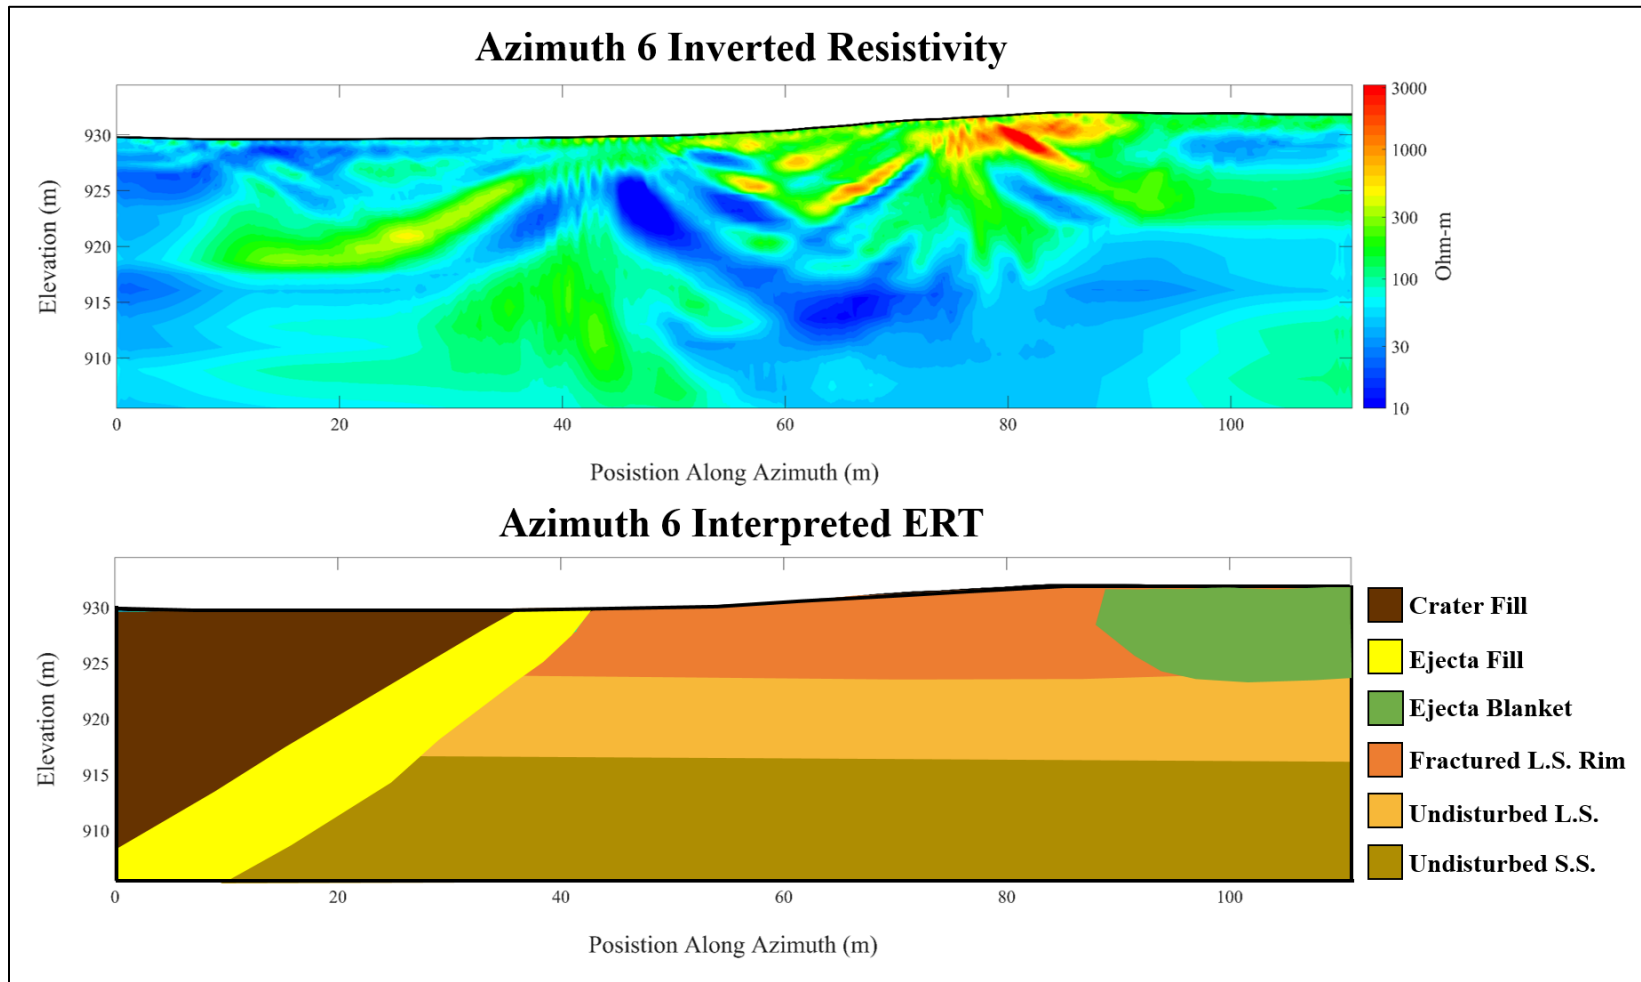 Azimuth 6 Inverted Resistivity
930
925
920
915
910
Elevation (m)
0 20 40 60 80 100
Posistion Along Azimuth (m)
3000
1000
300
100
30
10
Ohm-m
Azimuth 6 Interpreted ERT
930
925
920
915
910
Elevation (m)
0 20 40 60 80 100
Posistion Along Azimuth (m)
Crater Fill
Ejecta Fill
Ejecta Blanket
Fractured L.S. Rim
Undisturbed L.S.
Undisturbed S.S.